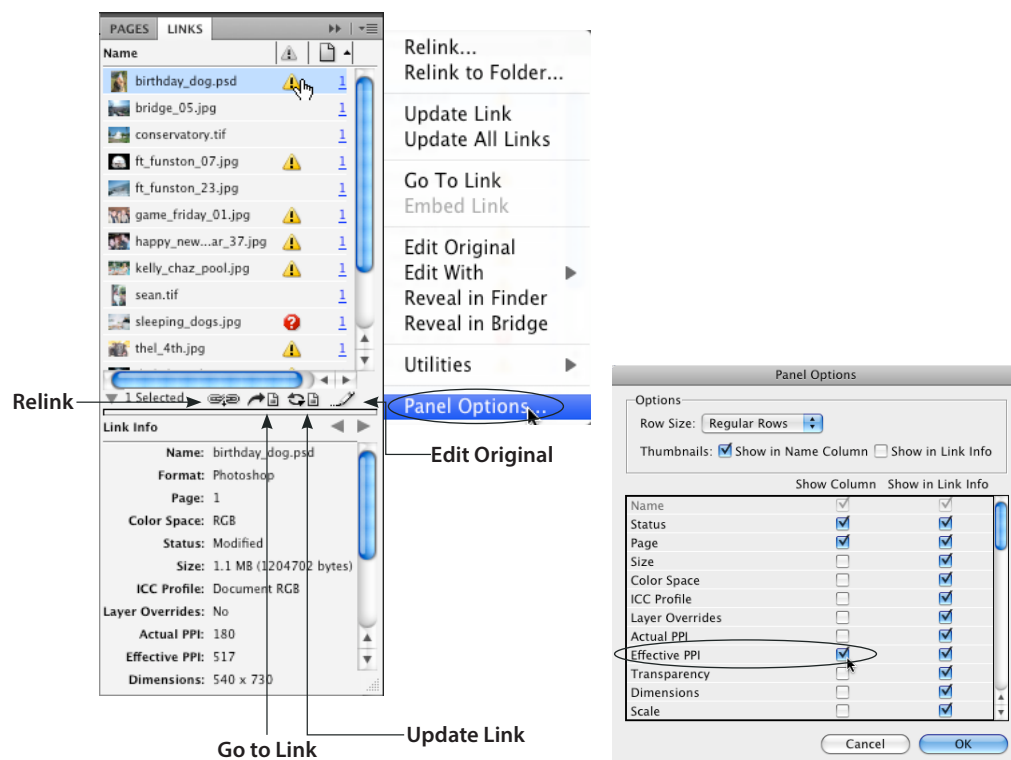 PAGES LINKS
Name
birthday_dog.psd 1
bridge_05.jpg 1
conservatory.tif 1
ft_funston_07.jpg 1
ft_funston_23.jpg 1
game_friday_01.jpg 1
happy_new...ar_37.jpg 1
kelly_chaz_pool.jpg 1
sean.tif 1
sleeping_dogs.jpg 1
thel_4th.jpg 1
1 Selected
Link Info
Name: birthday_dog.psd
Format: Photoshop
Page: 1
Color Space: RGB
Status: Modified
Size: 1.1 MB (1204702 bytes)
ICC Profile: Document RGB
Layer Overrides: No
Actual PPI: 180
Effective PPI: 517
Dimensions: 540 x 730
Relink
Go to Link
Update Link
Edit Original
Relink...
Relink to Folder...
Update Link
Update All Links
Go To Link
Embed Link
Edit Original
Edit With
Reveal in Finder
Reveal in Bridge
Utilities
Panel Options...
Panel Options
Options
Row Size: Regular Rows
Thumbnails: Show in Name Column Show in Link Info
Show Column Show in Link Info
Name
Status
Page
Size
Color Space
ICC Profile
Layer Overrides
Actual PPI
Effective PPI
Transparency
Dimensions
Scale
Cancel OK